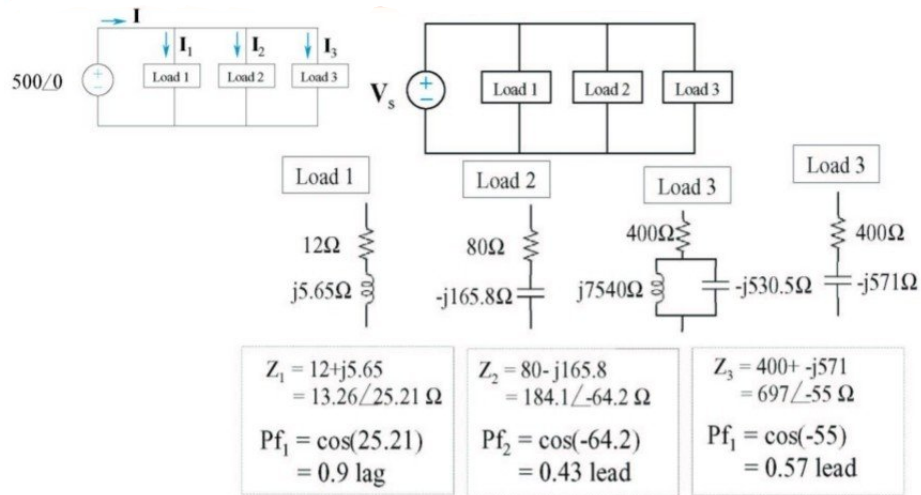 I
I₁ I₂ I₃
500/0
+
−
Load 1 Load 2 Load 3
Vₛ
+
−
Load 1 Load 2 Load 3
Load 1
Load 2
Load 3
Load 3
12Ω
j5.65Ω
80Ω
-j165.8Ω
400Ω
j7540Ω
-j530.5Ω
400Ω
-j571Ω
Z₁ = 12+j5.65
= 13.26∕25.21 Ω
Pf₁ = cos(25.21)
= 0.9 lag
Z₂ = 80- j165.8
= 184.1∕-64.2 Ω
Pf₂ = cos(-64.2)
= 0.43 lead
Z₃ = 400+ -j571
= 697∕-55 Ω
Pf₁ = cos(-55)
= 0.57 lead